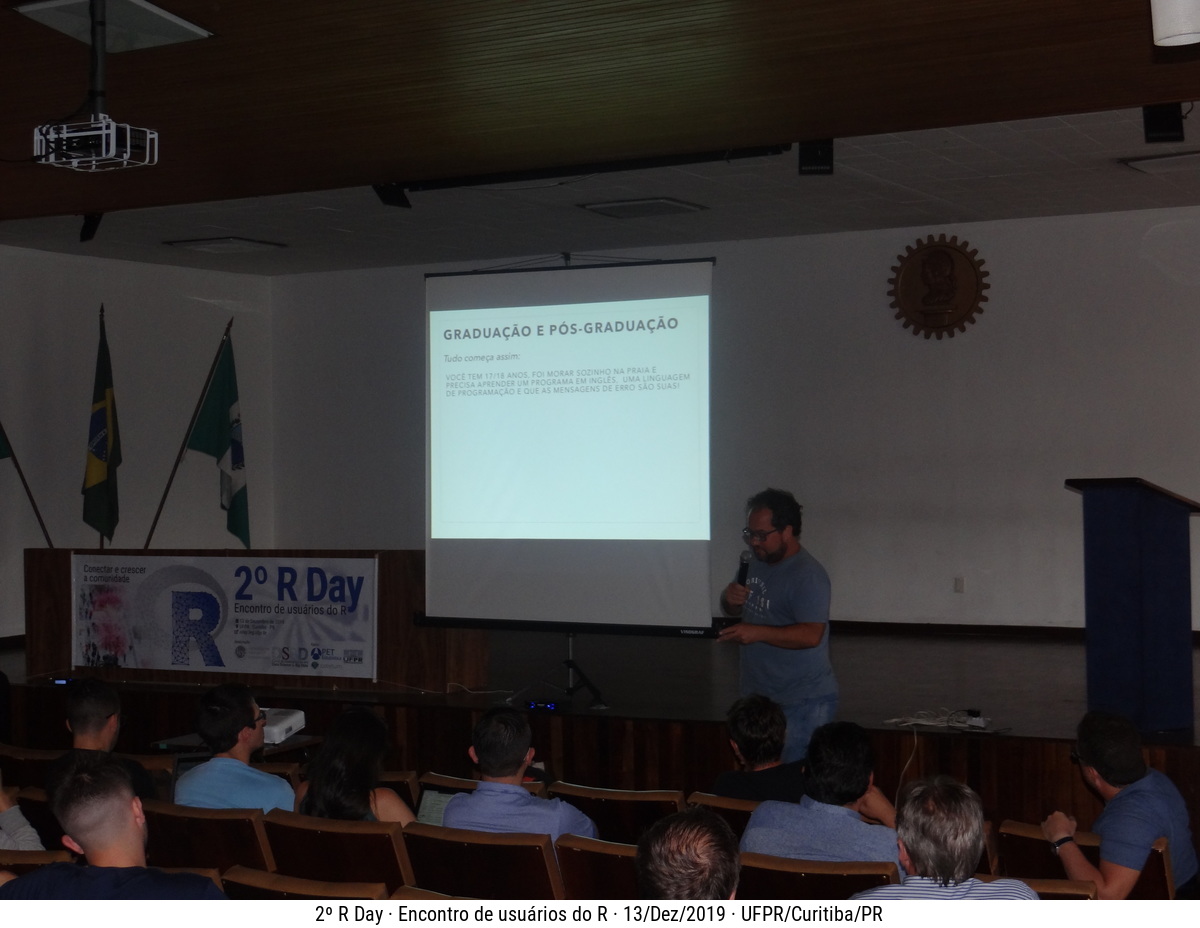 GRADUAÇÃO E PÓS-GRADUAÇÃO
Tudo começa assim:
VOCÊ TEM 17/18 ANOS, FOI MORAR SOZINHO NA PRAIA E
PRECISA APRENDER UM PROGRAMA EM INGLÊS, UMA LINGUAGEM
DE PROGRAMAÇÃO E QUE AS MENSAGENS DE ERRO SÃO SUAS!
Conectar e crescer
a comunidade
R
2º R Day
Encontro de usuários do R
PET
UFPR
2º R Day · Encontro de usuários do R · 13/Dez/2019 · UFPR/Curitiba/PR